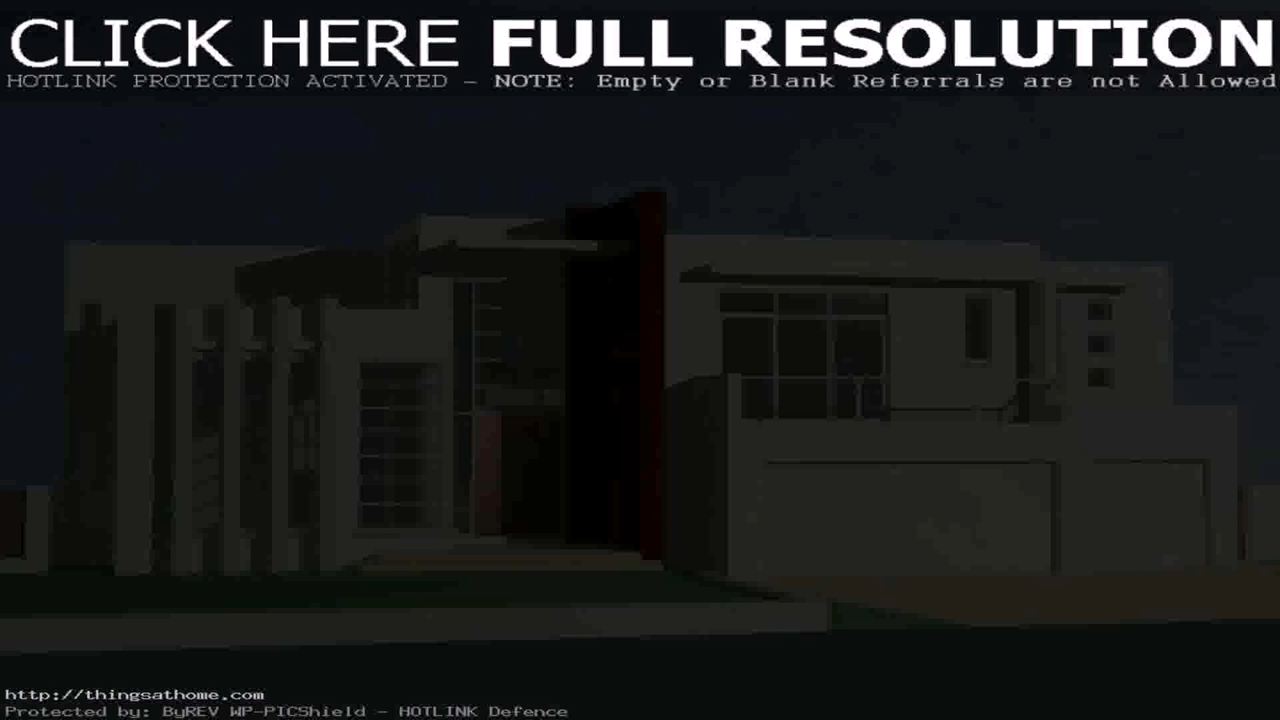 CLICK HERE FULL RESOLUTION
HOTLINK PROTECTION ACTIVATED - NOTE: Empty or Blank Referrals are not Allowed
http://thingsathome.com
Protected by: ByREV WP-PICShield - HOTLINK Defence